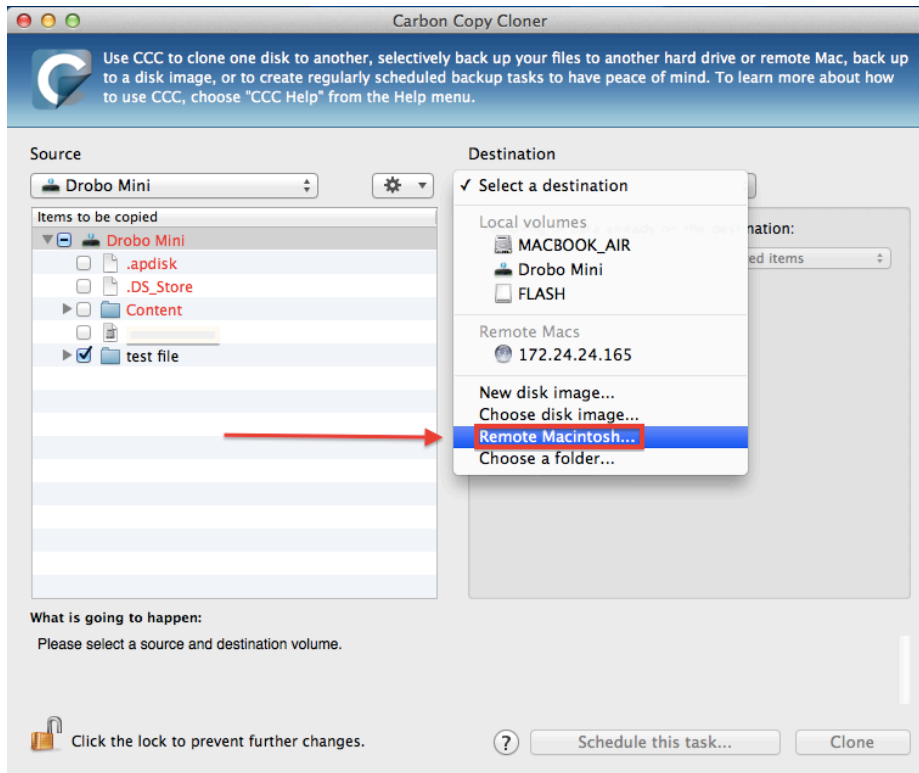 Carbon Copy Cloner
Use CCC to clone one disk to another, selectively back up your files to another hard drive or remote Mac, back up
to a disk image, or to create regularly scheduled backup tasks to have peace of mind. To learn more about how
to use CCC, choose "CCC Help" from the Help menu.
Source
Drobo Mini
Items to be copied
Drobo Mini
.apdisk
.DS_Store
Content
test file
Destination
✓ Select a destination
Local volumes
MACBOOK_AIR
Drobo Mini
FLASH
Remote Macs
172.24.24.165
New disk image...
Choose disk image...
Remote Macintosh...
Choose a folder...
nation:
ed items
What is going to happen:
Please select a source and destination volume.
Click the lock to prevent further changes.
?
Schedule this task...
Clone